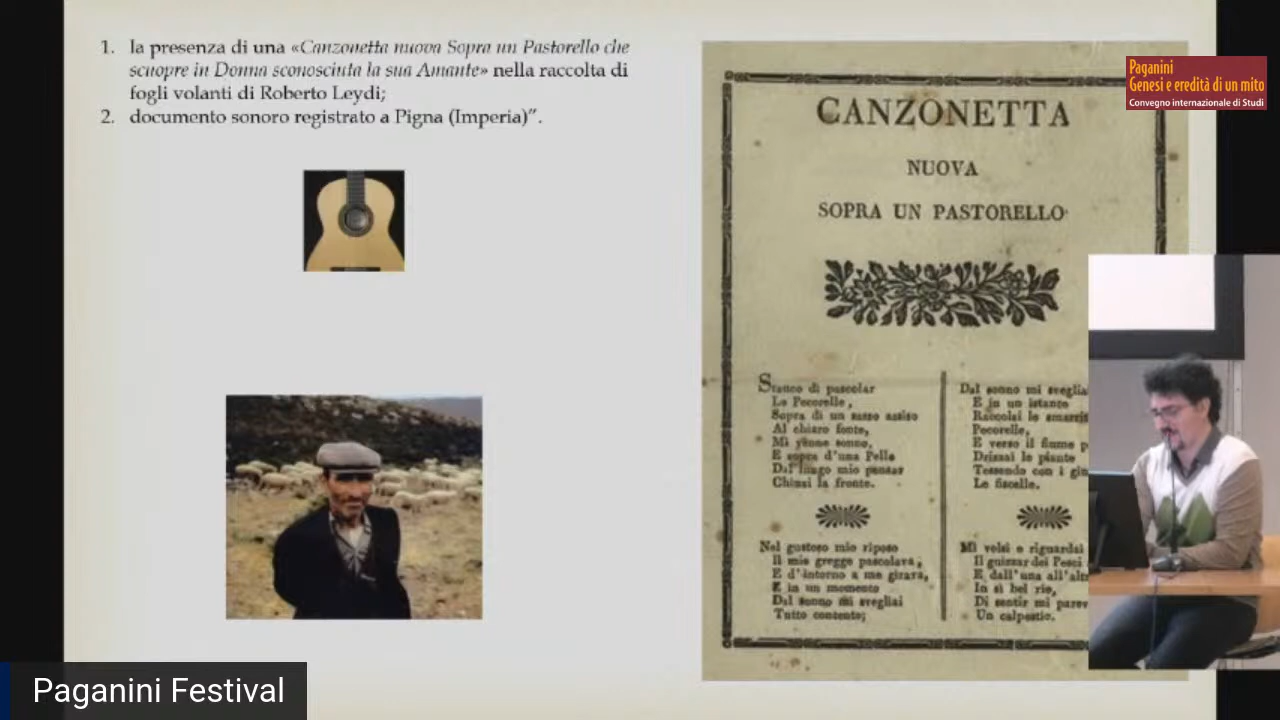 1. la presenza di una «Canzonetta nuova Sopra un Pastorello che
scuopre in Donna sconosciuta la sua Amante» nella raccolta di
fogli volanti di Roberto Leydi;
2. documento sonoro registrato a Pigna (Imperia)”.
Paganini
Genesi e eredità di un mito
Convegno internazionale di Studi
CANZONETTA
NUOVA
SOPRA UN PASTORELLO
Stanco di pascolar
Le Pecorelle,
Sopra di un sasso assiso
Al chiaro fonte,
Mi venne sonno,
E sopra d'una Pelle
Dal lungo mio pensar
Chinai la fronte.
Nel gustoso mio riposo
Il mio gregge pascolava,
E d'intorno a me girava,
E in un momento
Dal sonno mi svegliai
Tutto contento;
Dal sonno mi sveglia
E in un istante
Raccolsi le smarrit
Pecorelle,
E verso il fiume p
Drizzai le piante
Tessendo con i gin
Le fiscelle.
Mi volsi e riguardai
Il guizzar dei Pesci
E dall'una all'alt
In sì bel rio,
Di sentir mi parev
Un calpestio.
Paganini Festival